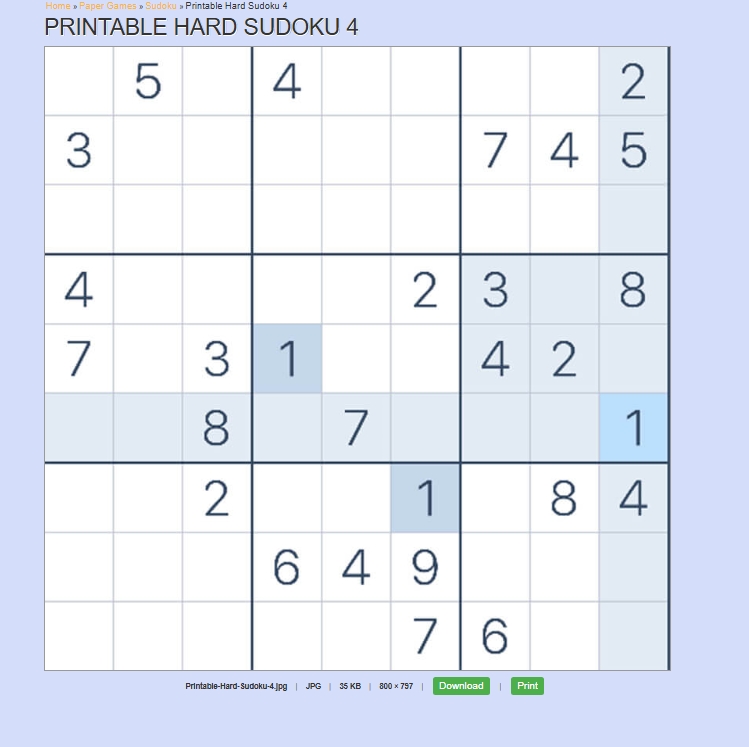 Home » Paper Games » Sudoku » Printable Hard Sudoku 4
PRINTABLE HARD SUDOKU 4
5 4 2
3 7 4 5
4 2 3 8
7 3 1 4 2
8 7 1
2 1 8 4
6 4 9
7 6
Printable-Hard-Sudoku-4.jpg | JPG | 35 KB | 800 × 797 | Download | Print